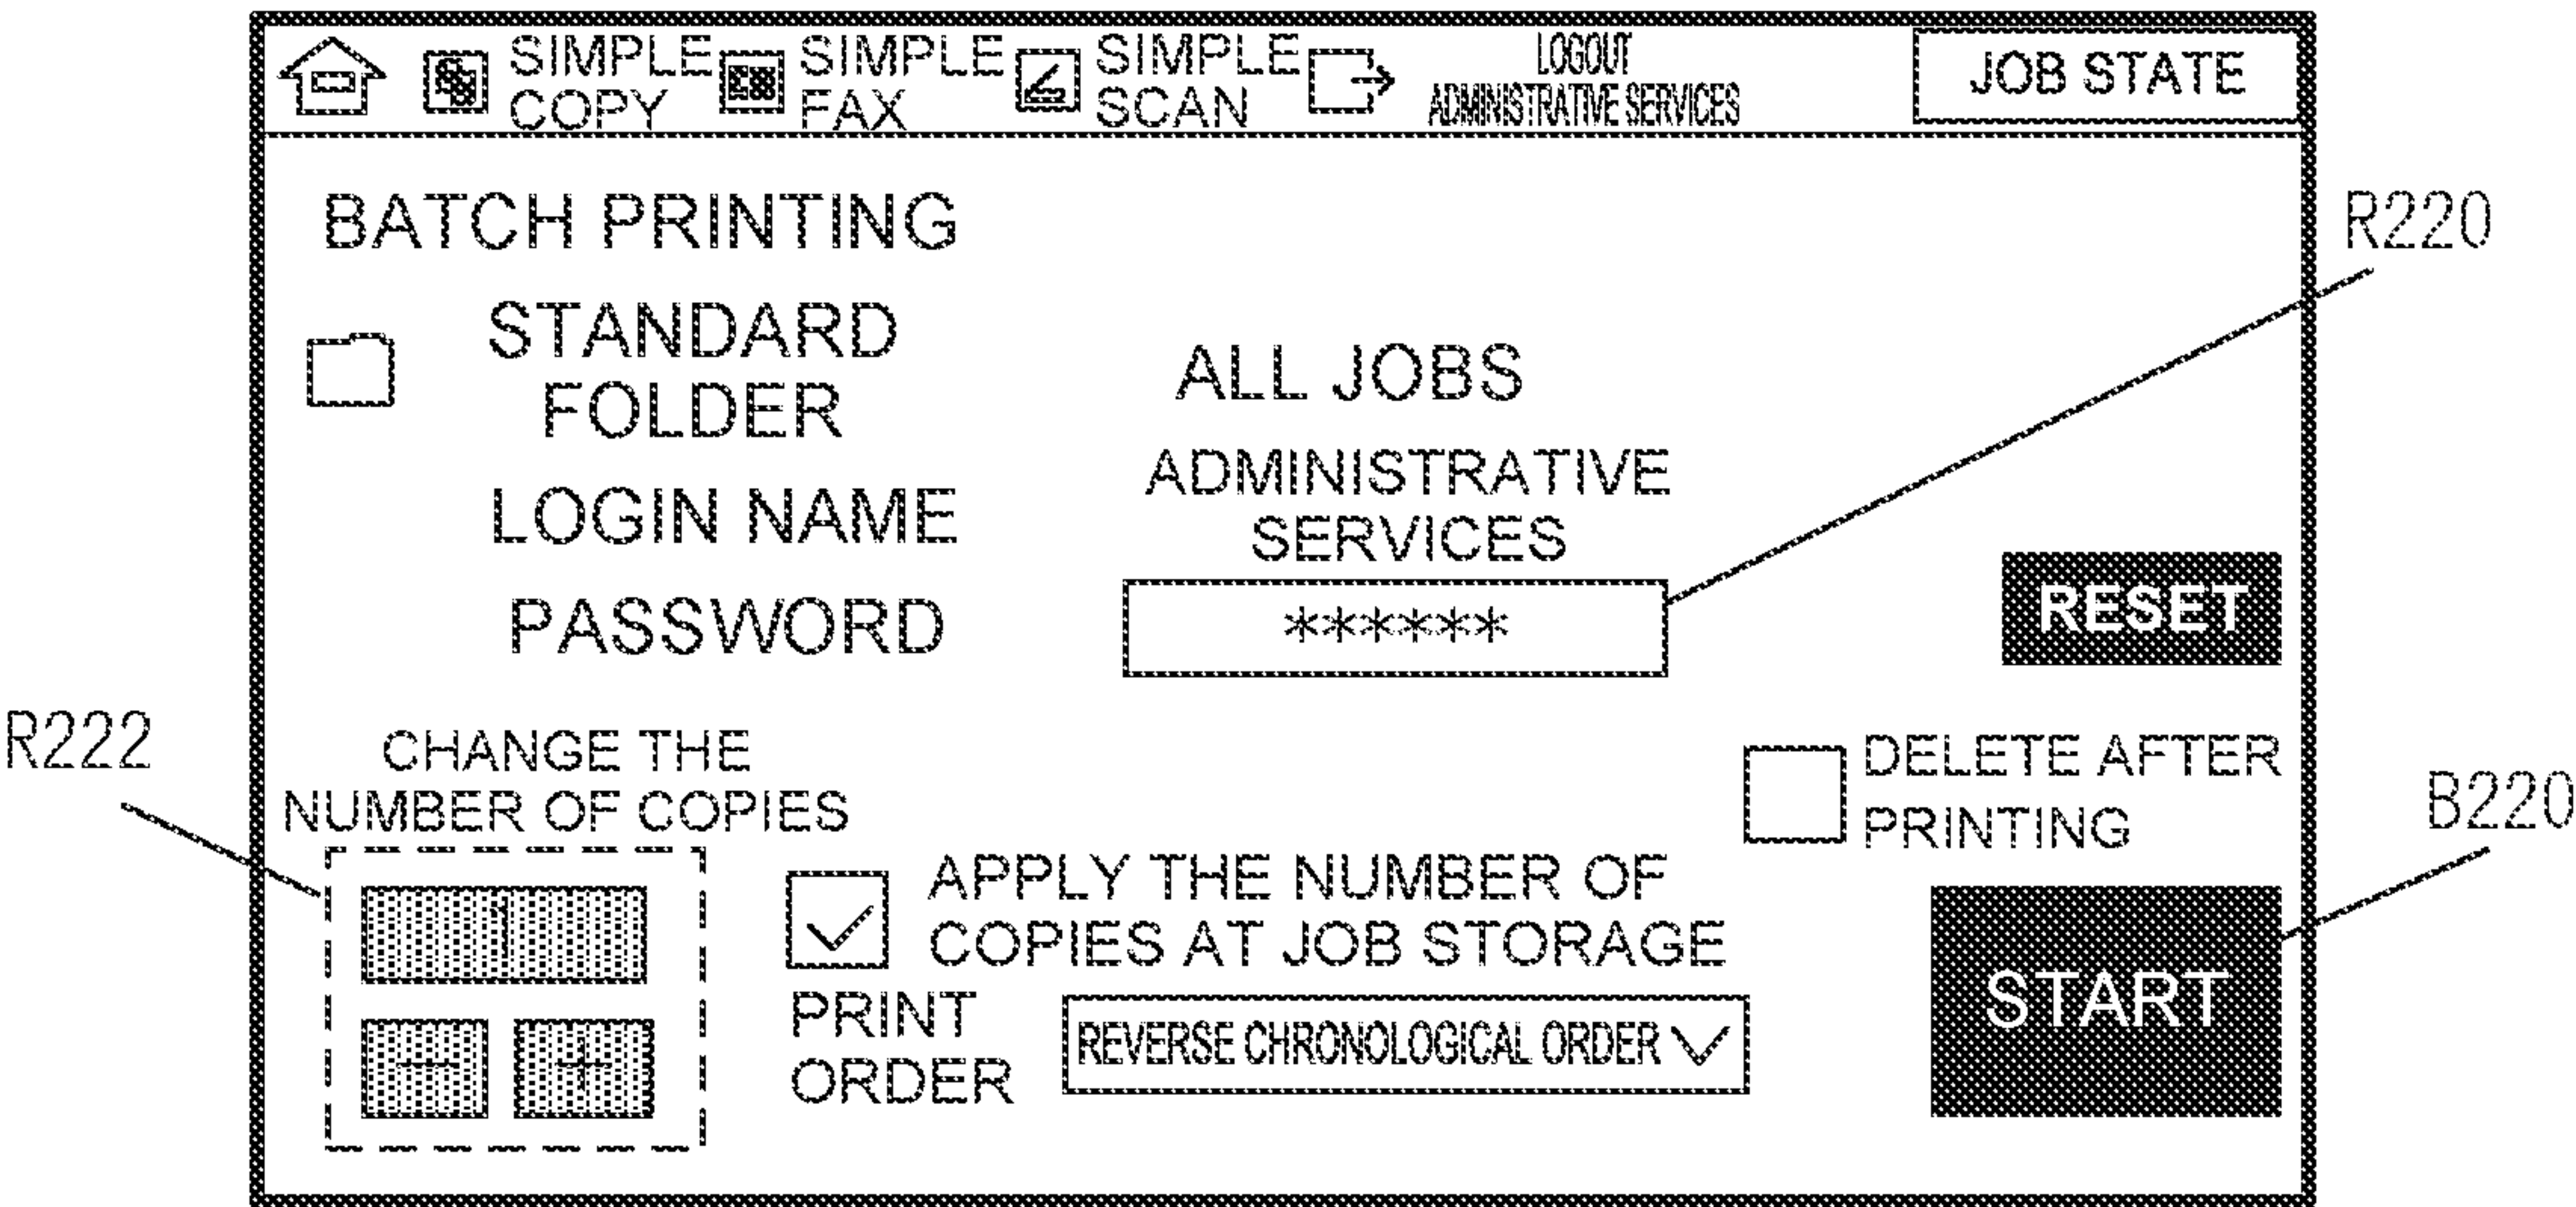 SIMPLE COPY
SIMPLE FAX
SIMPLE SCAN
LOGOUT
ADMINISTRATIVE SERVICES
JOB STATE
BATCH PRINTING
R220
STANDARD
FOLDER
ALL JOBS
LOGIN NAME
ADMINISTRATIVE
SERVICES
PASSWORD
******
RESET
R222
CHANGE THE
NUMBER OF COPIES
1
- +
DELETE AFTER
PRINTING
B220
APPLY THE NUMBER OF
COPIES AT JOB STORAGE
PRINT
ORDER
REVERSE CHRONOLOGICAL ORDER
START